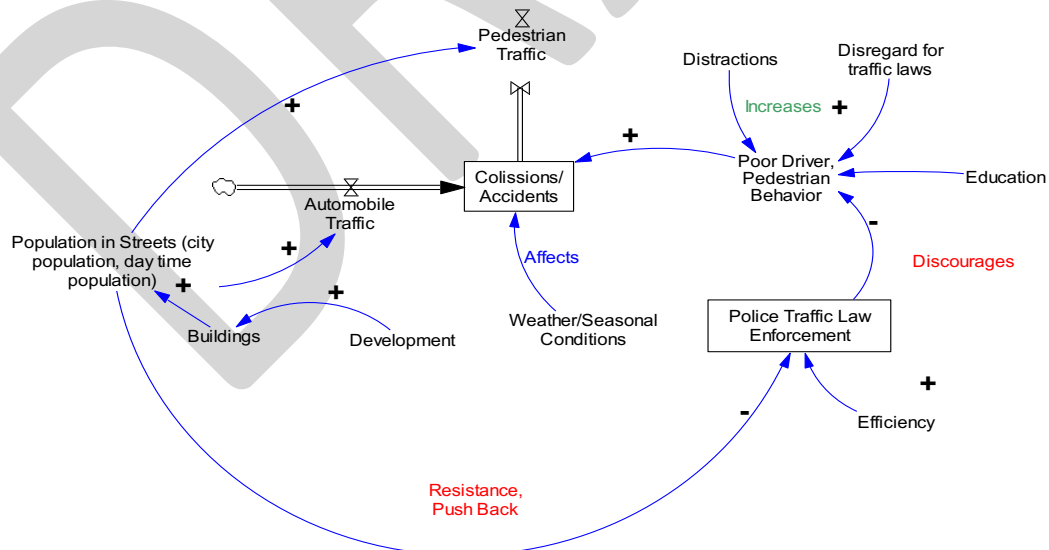 Pedestrian
Traffic
Distractions
Disregard for
traffic laws
Increases +
+
+
Poor Driver,
Pedestrian
Behavior
Education
Colissions/
Accidents
Automobile
Traffic
-
Population in Streets (city
population, day time
population)
+
+
+
Affects
Discourages
Buildings
Development
Weather/Seasonal
Conditions
Police Traffic Law
Enforcement
+
-
Efficiency
Resistance,
Push Back
DR